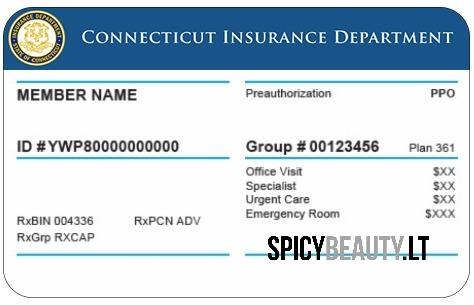 INSURANCE DEPARTMENT
STATE OF CONNECTICUT
CONNECTICUT INSURANCE DEPARTMENT
MEMBER NAME
Preauthorization PPO
ID #YWP80000000000
Group # 00123456 Plan 361
Office Visit $XX
Specialist $XX
Urgent Care $XX
Emergency Room $XXX
RxBIN 004336 RxPCN ADV
RxGrp RXCAP
SPICYBEAUTY.LT